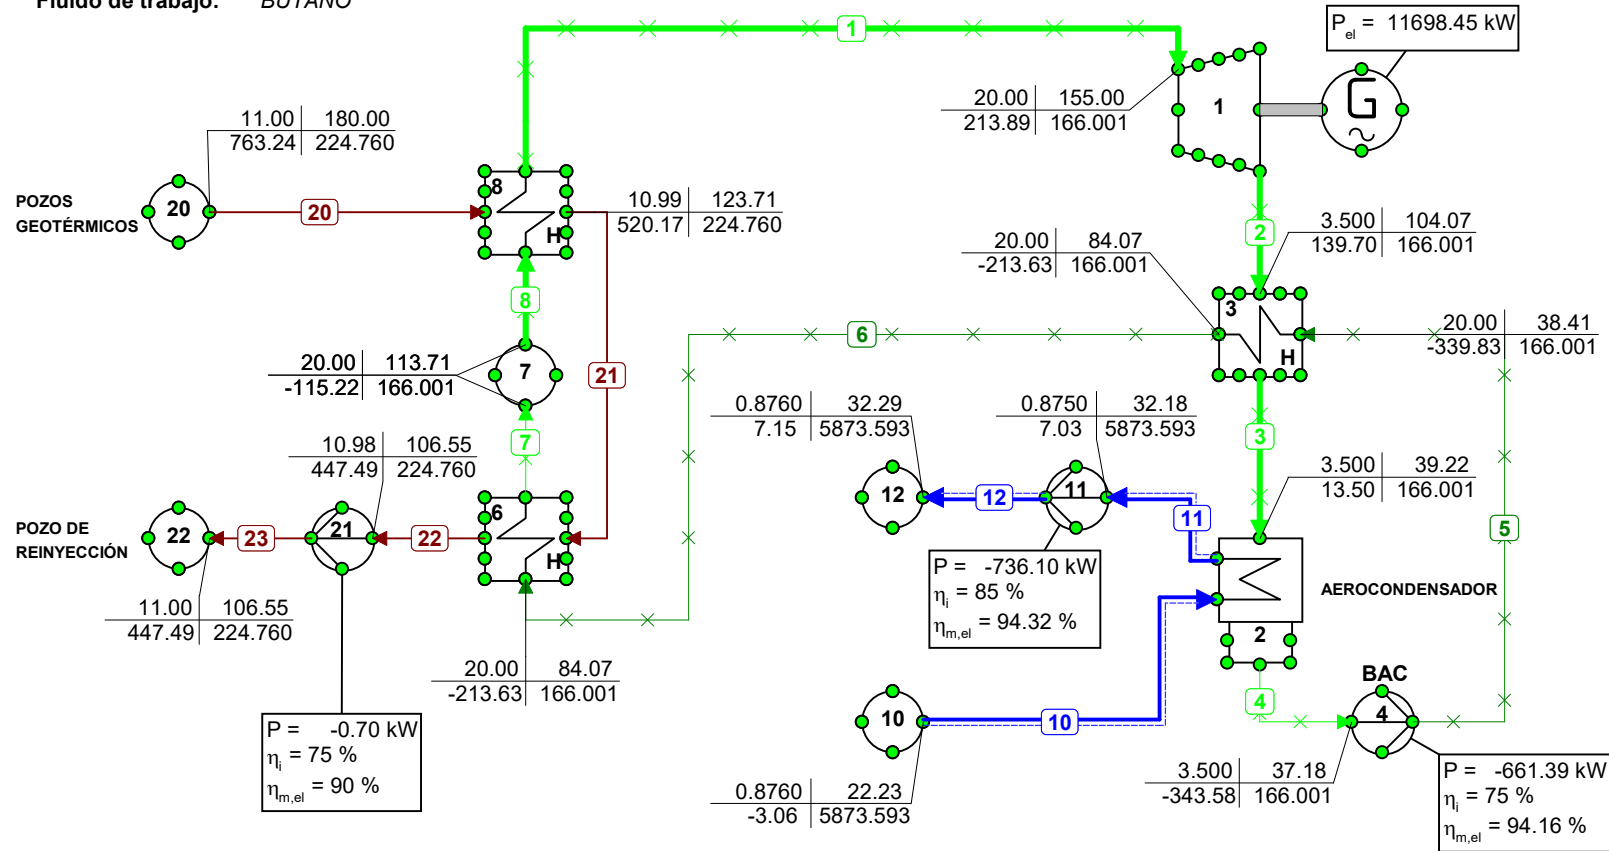 Fluido de trabajo: BUTANO
P_el = 11698.45 kW
1
11.00 180.00
763.24 224.760
20.00 155.00
213.89 166.001
1
G
POZOS
GEOTÉRMICOS
20
20
8
H
10.99 123.71
520.17 224.760
2
3.500 104.07
139.70 166.001
20.00 84.07
-213.63 166.001
8
3
H
6
20.00 38.41
-339.83 166.001
20.00 113.71
-115.22 166.001
7
21
0.8760 32.29
7.15 5873.593
0.8750 32.18
7.03 5873.593
7
3
10.98 106.55
447.49 224.760
3.500 104.07
13.50 166.001
12
12
11
11
5
POZO DE
REINYECCIÓN
22
23
21
22
6
H
P = -736.10 kW
η_i = 85 %
η_m,el = 94.32 %
AEROCONDENSADOR
2
11.00 106.55
447.49 224.760
20.00 84.07
-213.63 166.001
BAC
4
4
10
10
P = -0.70 kW
η_i = 75 %
η_m,el = 90 %
0.8760 22.23
-3.06 5873.593
3.500 37.18
-343.58 166.001
P = -661.39 kW
η_i = 75 %
η_m,el = 94.16 %